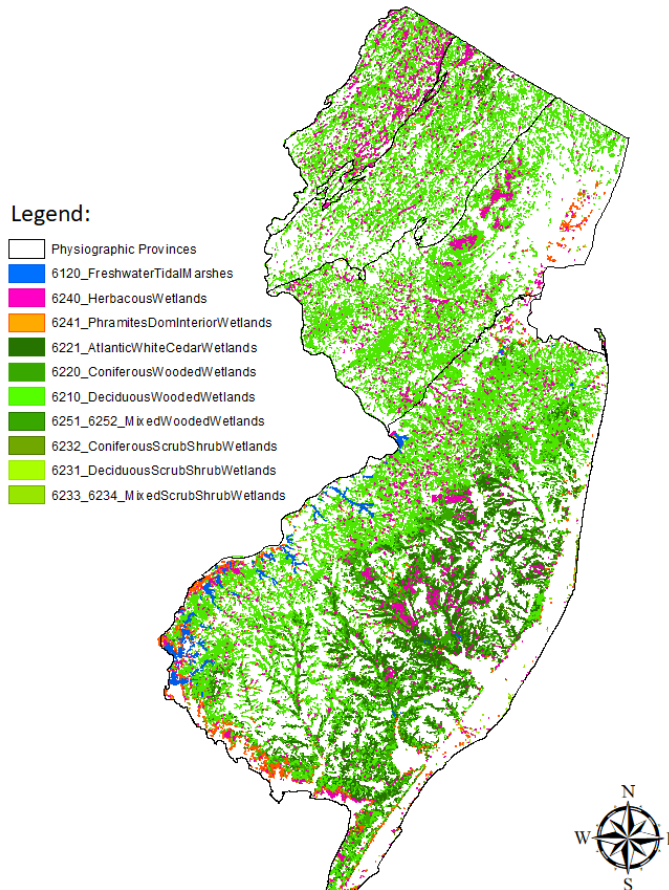 Legend:
Physiographic Provinces
6120_FreshwaterTidalMarshes
6240_HerbacousWetlands
6241_PhramitesDomInteriorWetlands
6221_AtlanticWhiteCedarWetlands
6220_ConiferousWoodedWetlands
6210_DeciduousWoodedWetlands
6251_6252_MixedWoodedWetlands
6232_ConiferousScrubShrubWetlands
6231_DeciduousScrubShrubWetlands
6233_6234_MixedScrubShrubWetlands
N
W
E
S